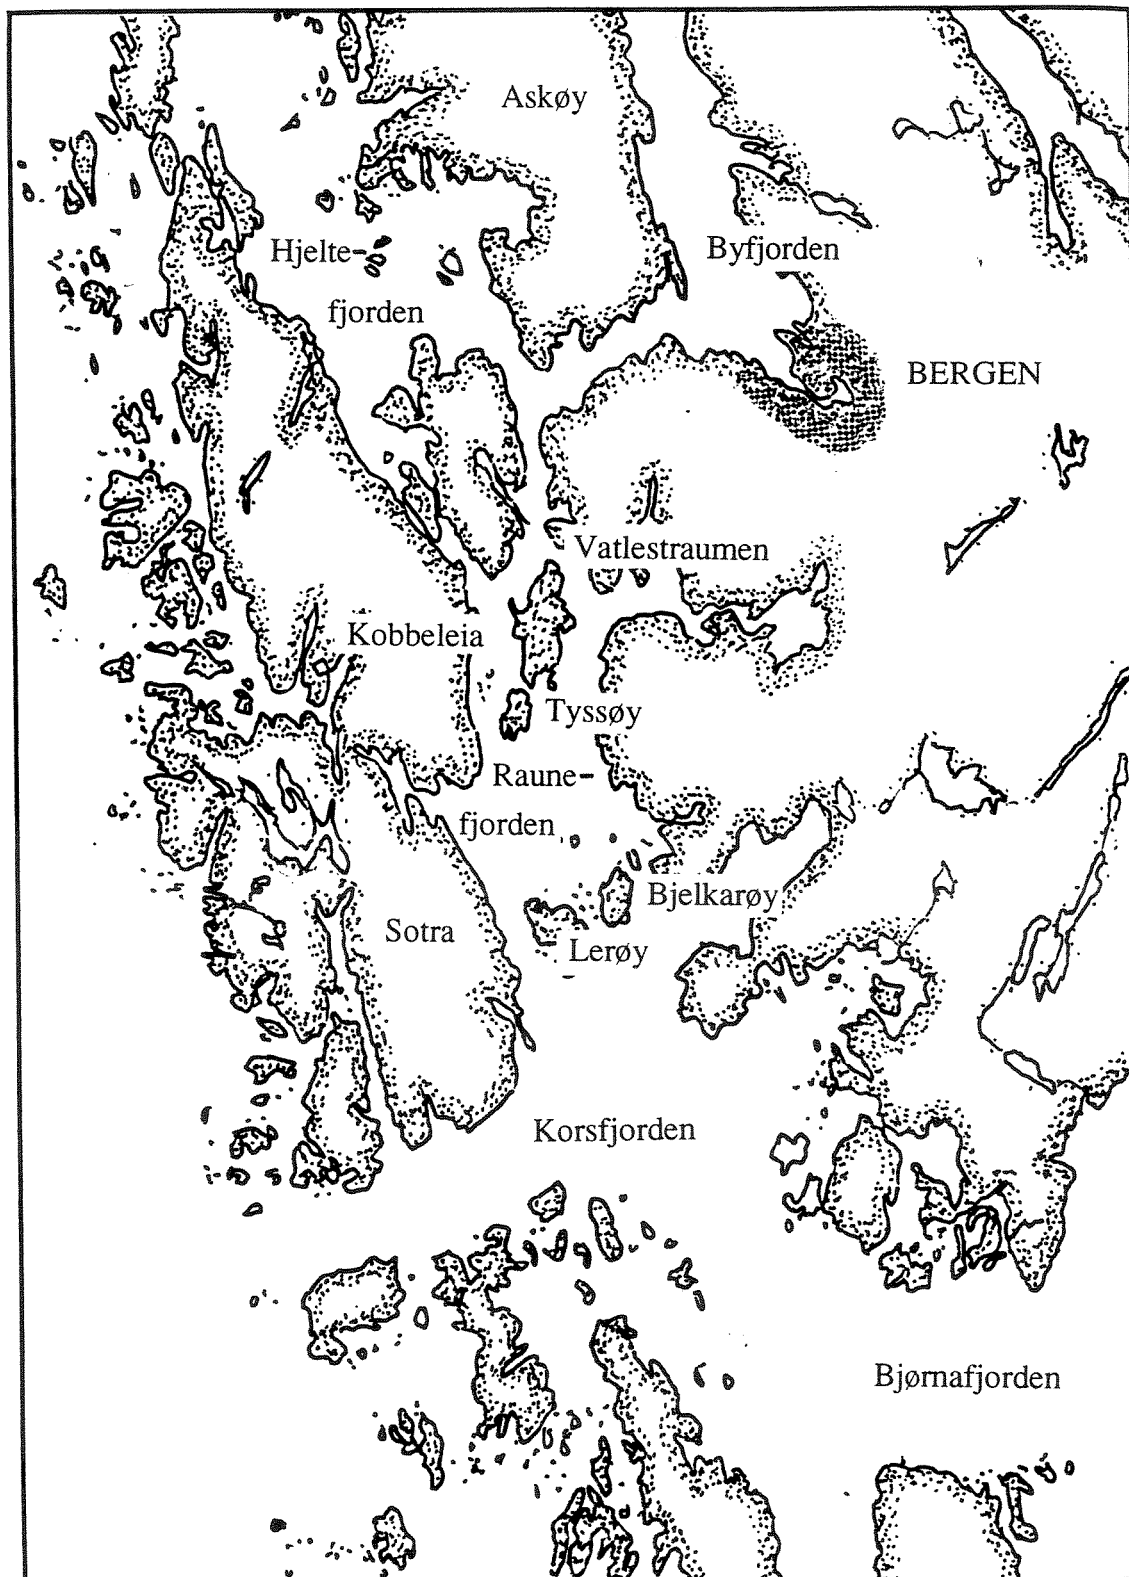 Askøy
Hjelte-
fjorden
Byfjorden
BERGEN
Vatlestraumen
Kobbeleia
Tyssøy
Raune-
fjorden
Bjelkarøy
Sotra
Lerøy
Korsfjorden
Bjørnafjorden